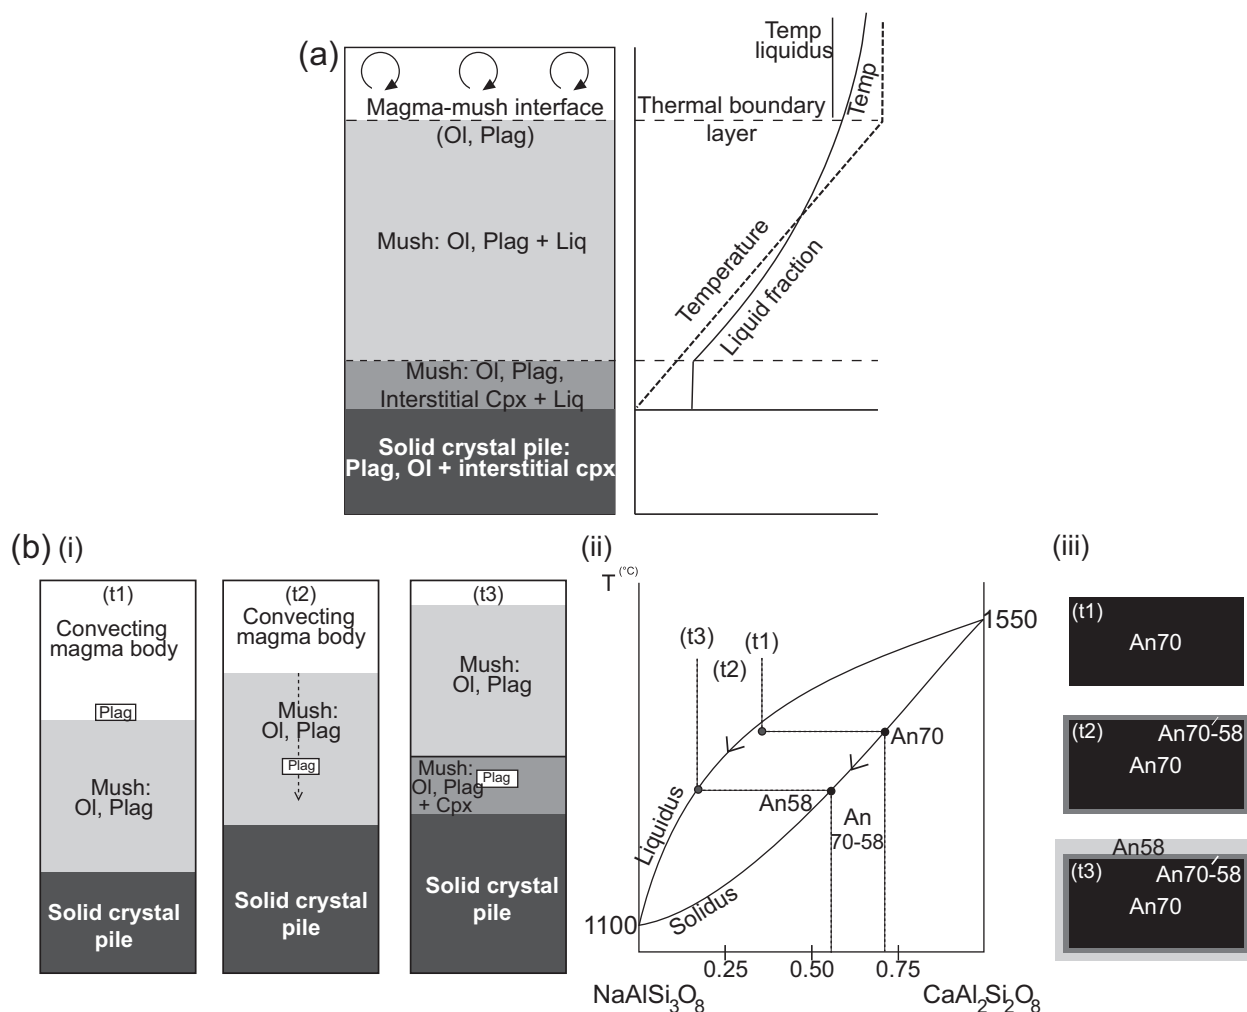 (a)
Temp
liquidus
Magma-mush interface
Thermal boundary
layer
Temp
(Ol, Plag)
Mush: Ol, Plag + Liq
Temperature
Liquid fraction
Mush: Ol, Plag,
Interstitial Cpx + Liq
Solid crystal pile:
Plag, Ol + interstitial cpx
(b) (i)
(t1)
Convecting
magma body
Plag
Mush:
Ol, Plag
Solid crystal
pile
(t2)
Convecting
magma body
Mush:
Ol, Plag
Plag
Solid crystal
pile
(t3)
Mush:
Ol, Plag
Mush:
Ol, Plag
+ Cpx
Plag
Solid crystal
pile
(ii)
T (°C)
1550
(t3)
(t1)
(t2)
An70
An58
An
70-58
Liquidus
Solidus
1100
0.25 0.50 0.75
NaAlSi₃O₈
CaAl₂Si₂O₈
(iii)
(t1)
An70
(t2)
An70-58
An70
An58
(t3)
An70-58
An70